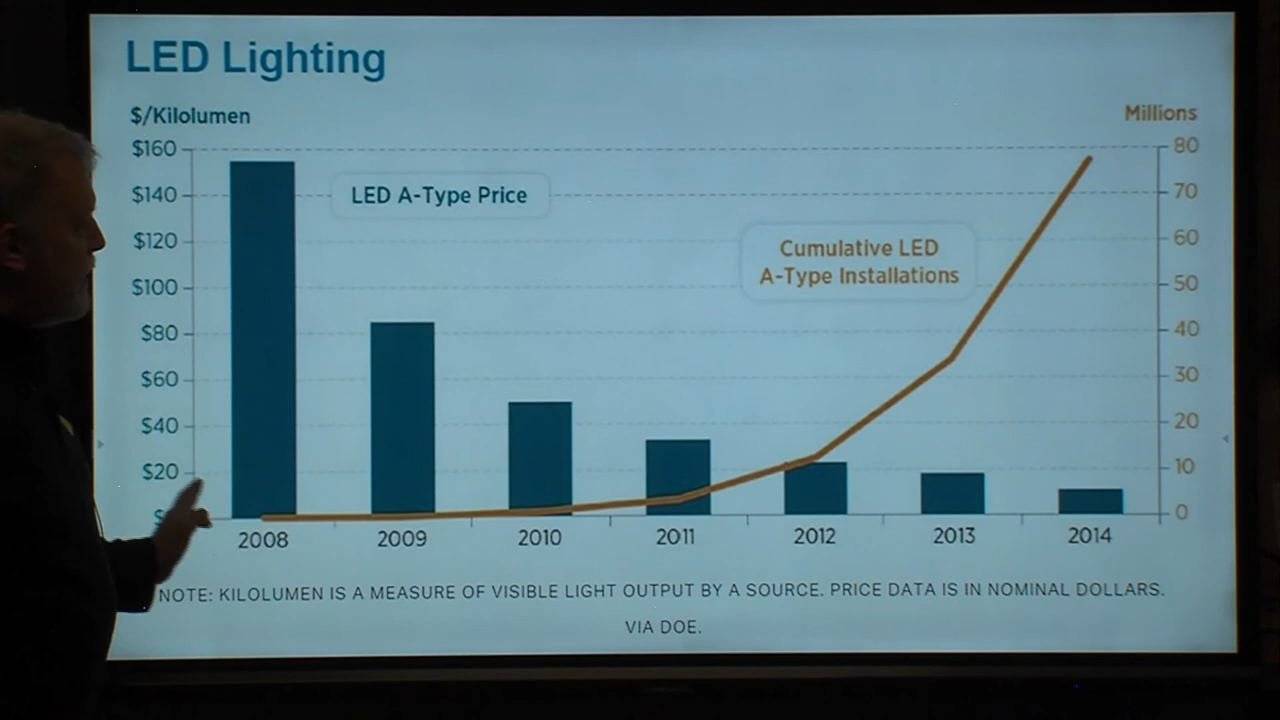 LED Lighting
$/Kilolumen
Millions
$160
$140
$120
$100
$80
$60
$40
$20
$
80
70
60
50
40
30
20
10
0
LED A-Type Price
Cumulative LED
A-Type Installations
2008 2009 2010 2011 2012 2013 2014
NOTE: KILOLUMEN IS A MEASURE OF VISIBLE LIGHT OUTPUT BY A SOURCE. PRICE DATA IS IN NOMINAL DOLLARS.
VIA DOE.